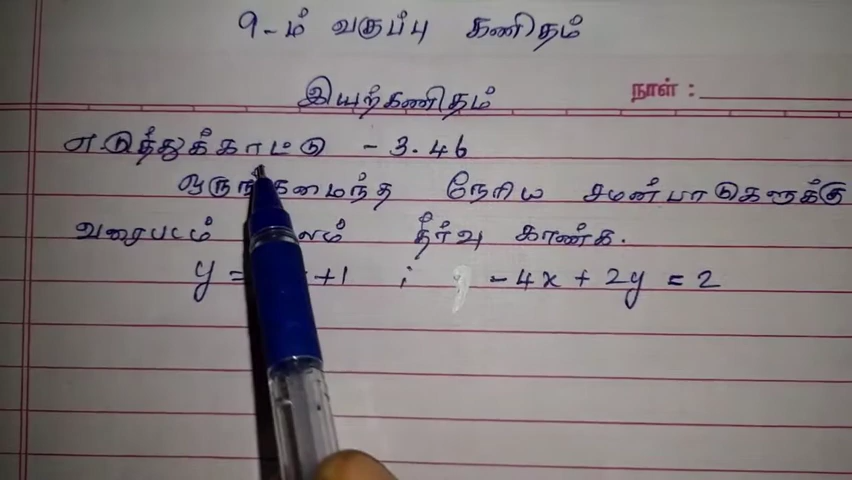 9-ம் வகுப்பு கணிதம்
இயற்கணிதம்
நாள் :
எடுத்துக்காட்டு - 3.46
ஒருங்கமைந்த நேரிய சமன்பாடுகளுக்கு
வரைபடம் தீர்வு காண்க.
y = +1 ; -4x + 2y = 2